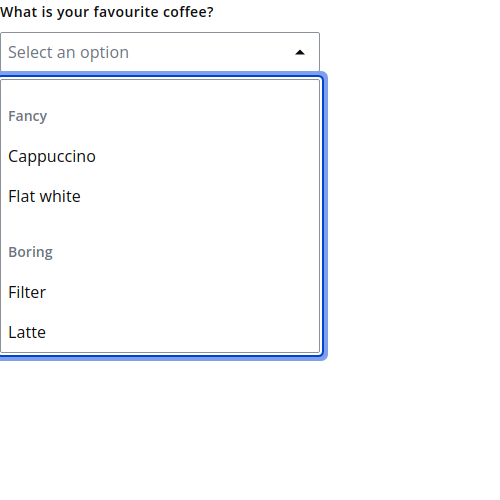 What is your favourite coffee?
Select an option
Fancy
Cappuccino
Flat white
Boring
Filter
Latte